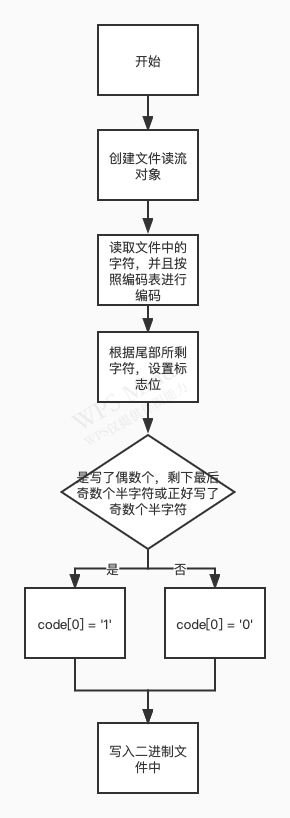 开始
创建文件读流
对象
读取文件中的
字符，并且按
照编码表进行
编码
根据尾部所剩
字符，设置标
志位
是写了偶数个，剩下最后
奇数个半字符或正好写了
奇数个半字符
是
否
code[0] = '1'
code[0] = '0'
写入二进制文
件中